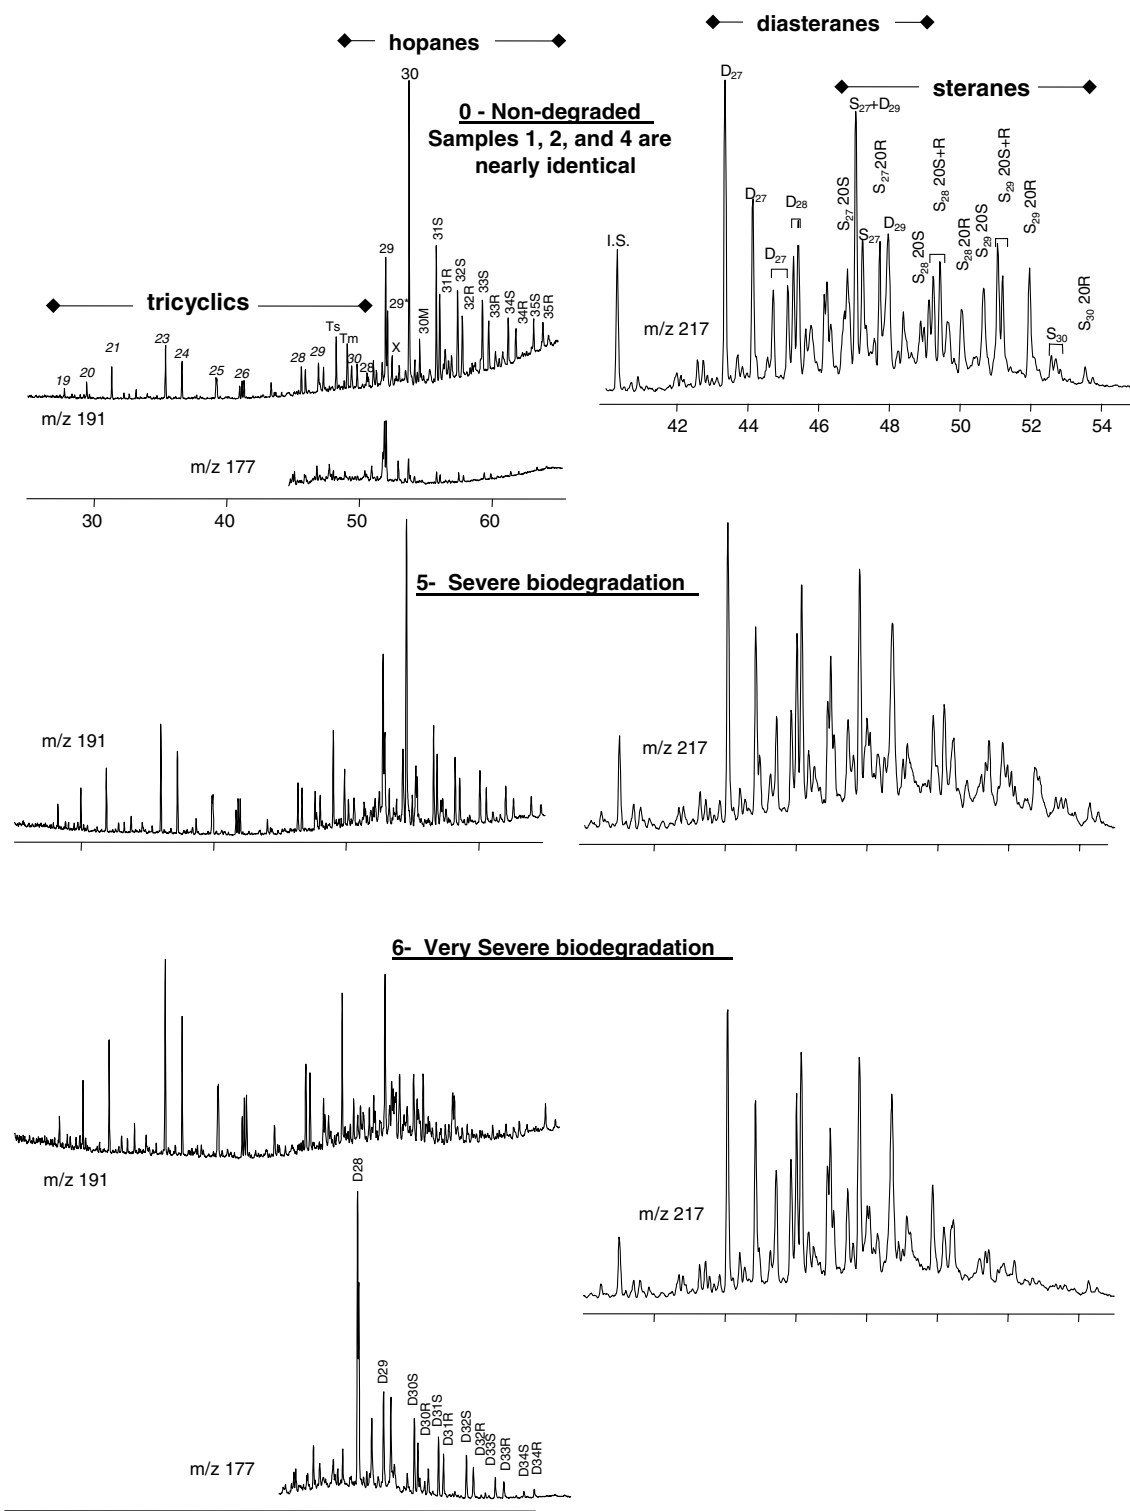 hopanes
diasteranes
steranes
tricyclics
0 - Non-degraded
Samples 1, 2, and 4 are
nearly identical
19
20
21
23
24
25
26
28
29
Ts
Tm
30
28
29
29*
X
30
30M
31S
31R
32S
32R
33S
33R
34S
34R
35S
35R
m/z 191
m/z 177
30
40
50
60
I.S.
D27
D27
D27
D28
S27 20S
S27+D29
S27
S27 20R
D29
S28 20S
S28 20S+R
S28 20R
S29 20S
S29 20S+R
S29 20R
S30
S30 20R
m/z 217
42
44
46
48
50
52
54
5- Severe biodegradation
m/z 191
m/z 217
6- Very Severe biodegradation
m/z 191
m/z 217
D28
D29
D30S
D30R
D31S
D31R
D32S
D32R
D33S
D33R
D34S
D34R
m/z 177